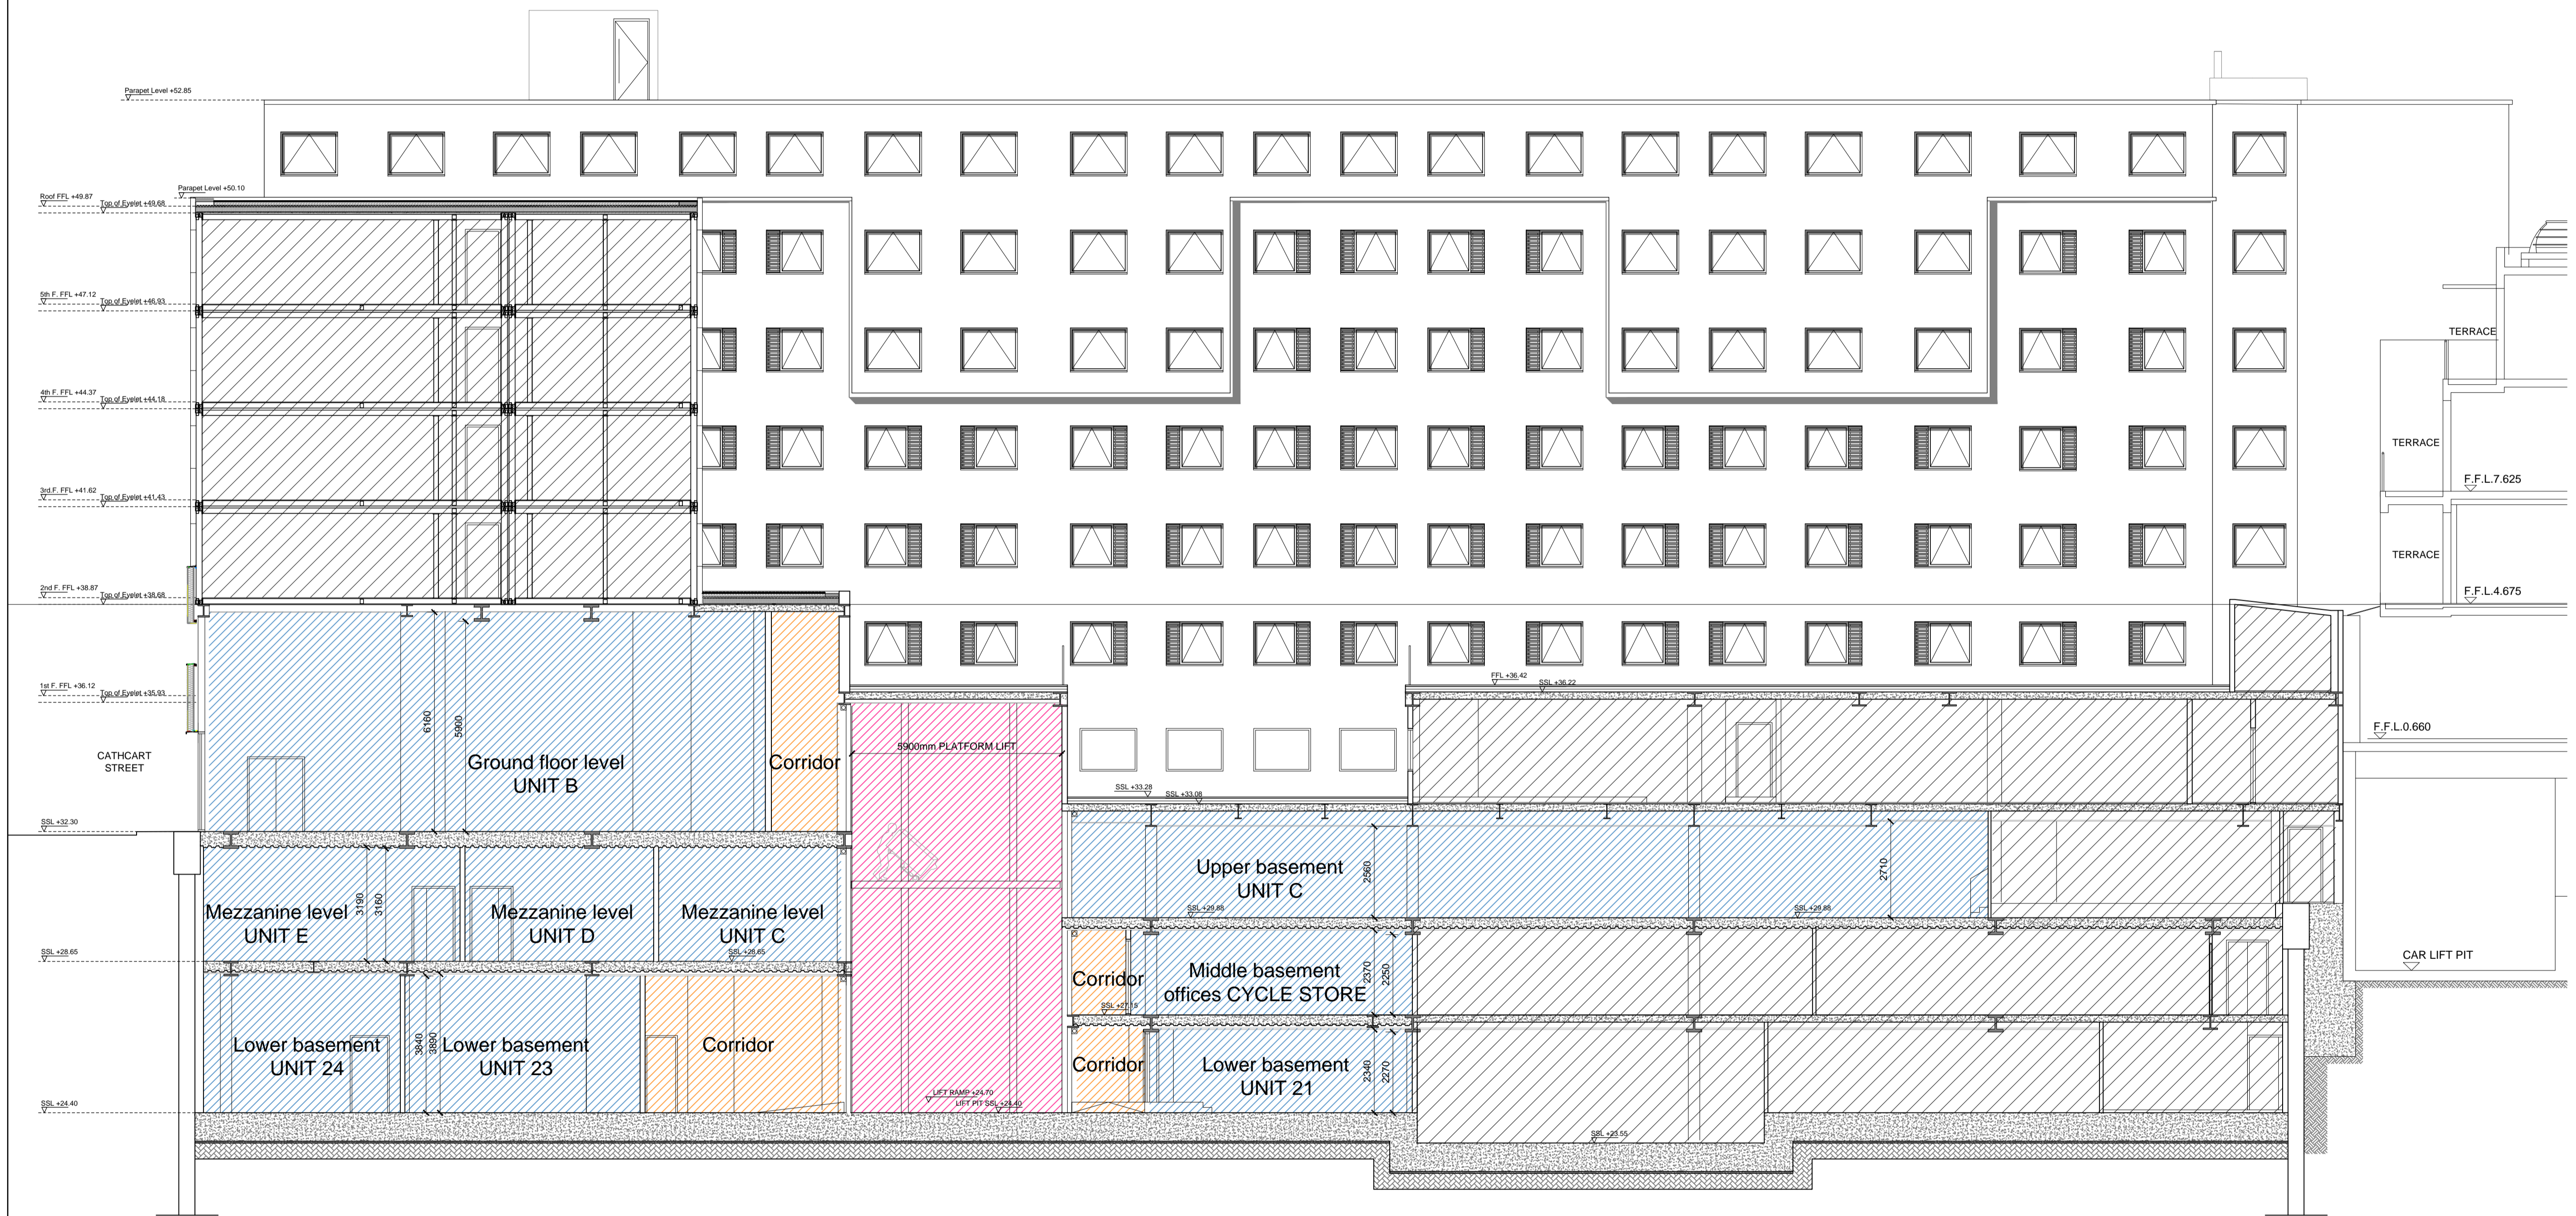 Parapet Level +52.85
Parapet Level +50.10
Roof FFL +49.87
Top of Eyelet +49.68
5th F. FFL +47.12
Top of Eyelet +46.93
TERRACE
4th F. FFL +44.37
Top of Eyelet +44.18
TERRACE
F.F.L.7.625
3rd.F. FFL +41.62
Top of Eyelet +41.43
TERRACE
2nd F. FFL +38.87
Top of Eyelet +38.68
F.F.L.4.675
1st F. FFL +36.12
Top of Eyelet +35.93
FFL +36.42
SSL +36.22
6160
5900
F.F.L.0.660
CATHCART
STREET
Ground floor level
UNIT B
Corridor
5900mm PLATFORM LIFT
SSL +33.28
SSL +33.08
SSL +32.30
Upper basement
UNIT C
2560
2710
3190
3160
Mezzanine level
UNIT E
Mezzanine level
UNIT D
Mezzanine level
UNIT C
SSL +29.88
SSL +29.88
SSL +28.65
SSL +28.65
CAR LIFT PIT
Corridor
Middle basement
offices CYCLE STORE
2370
2250
SSL +27.15
Lower basement
UNIT 24
3840
3890
Lower basement
UNIT 23
Corridor
Corridor
Lower basement
UNIT 21
2340
2270
LIFT RAMP +24.70
LIFT PIT SSL +24.40
SSL +24.40
SSL +23.55